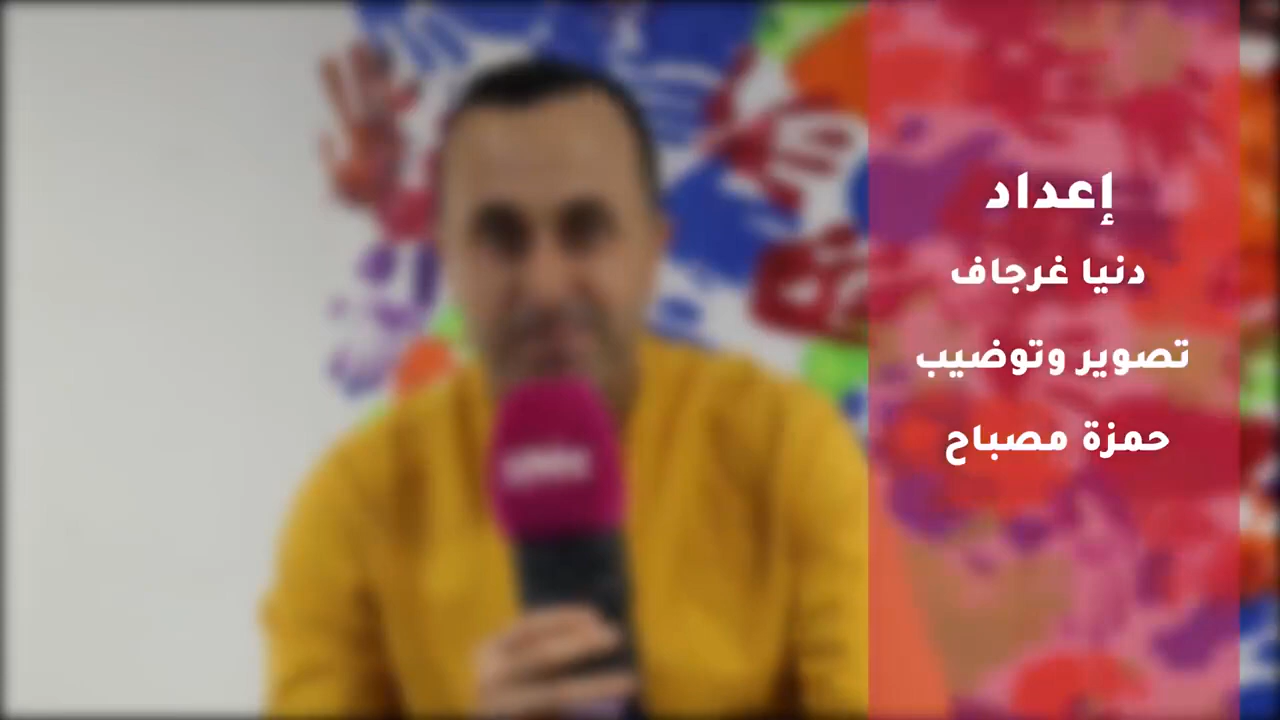 إعداد
دنيا غرجاف
تصوير وتوضيب
حمزة مصباح